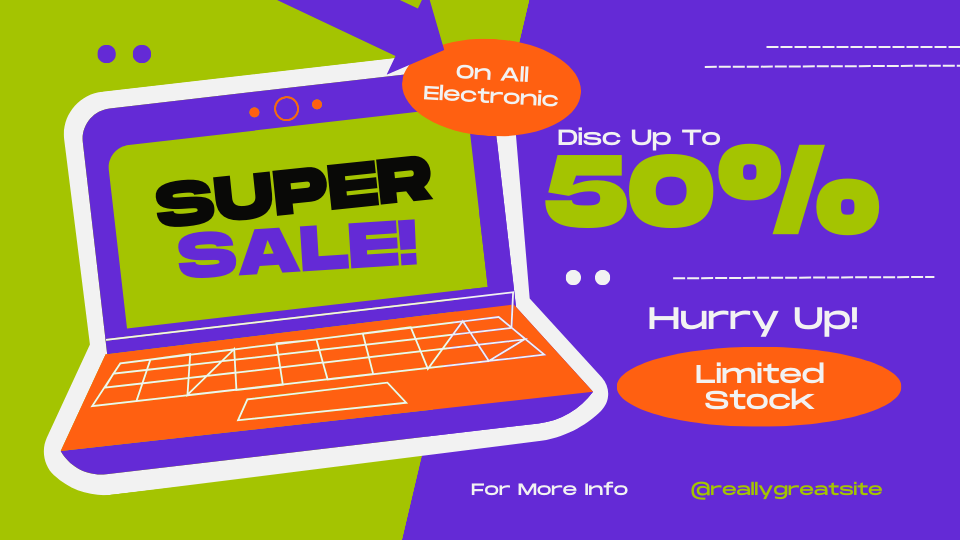 On All
Electronic
SUPER
SALE!
Disc Up To
50%
Hurry Up!
Limited
Stock
For More Info
@reallygreatsite